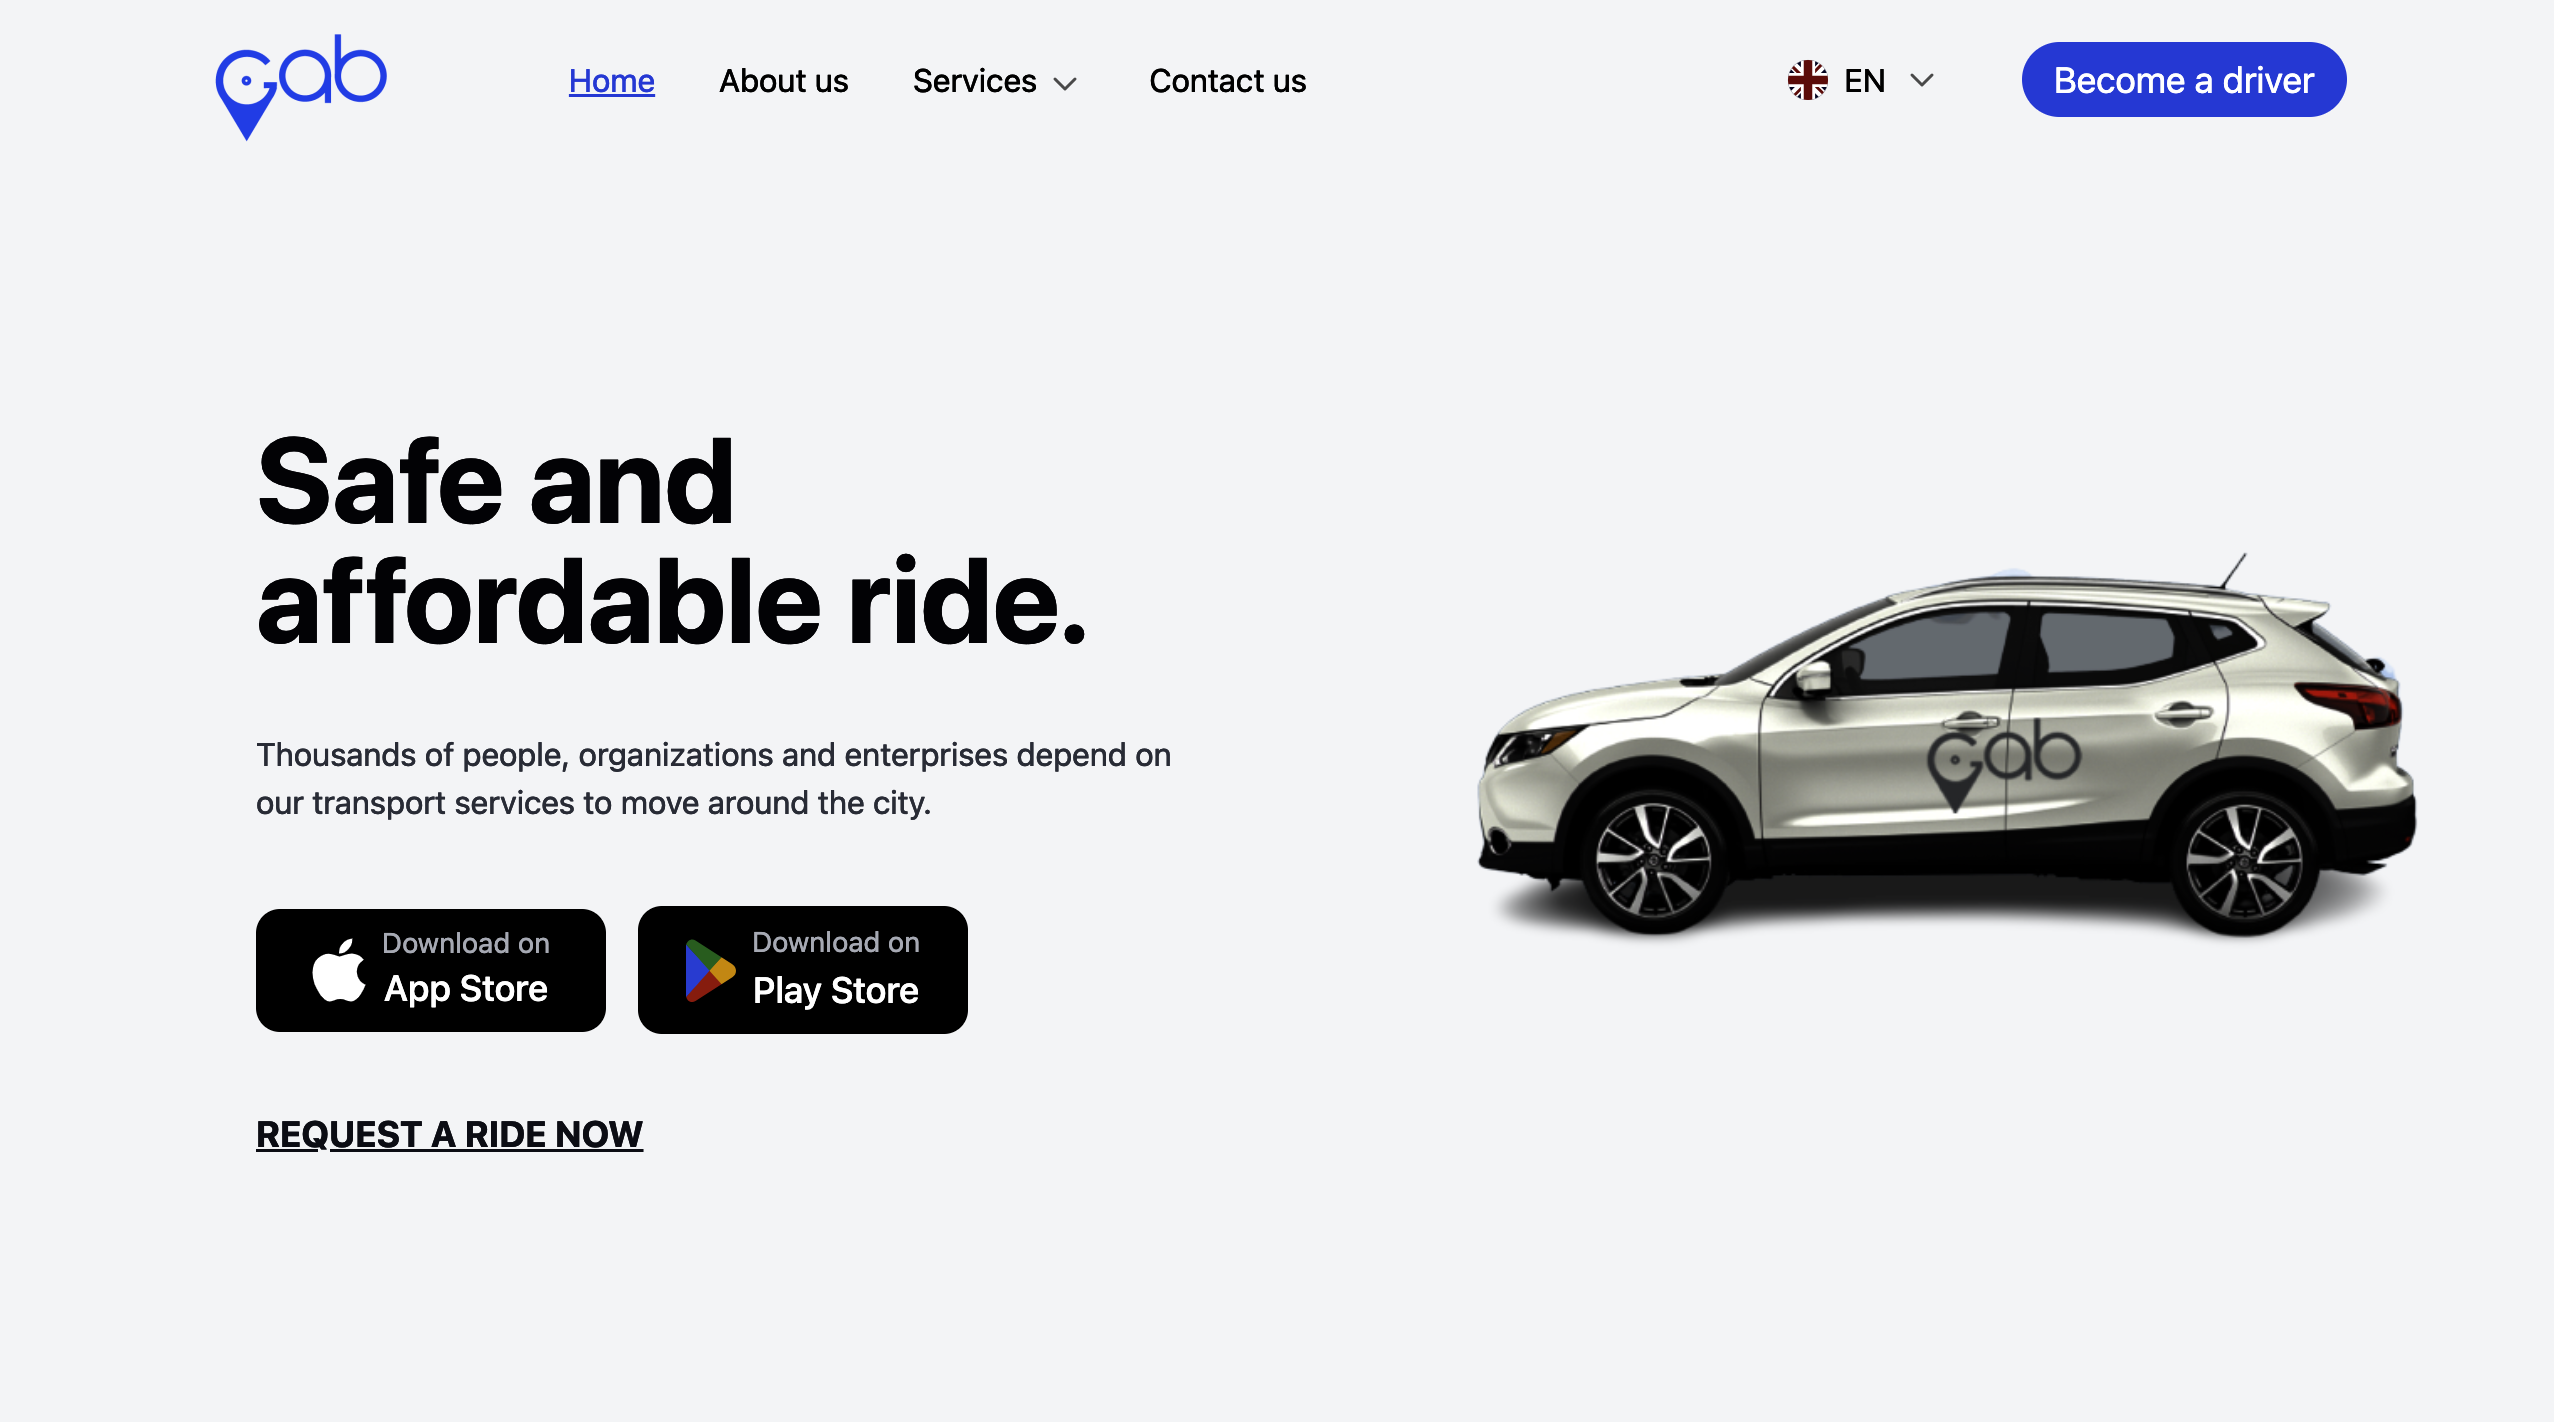 Gab
Home
About us
Services
Contact us
EN
Become a driver
Safe and
affordable ride.
Thousands of people, organizations and enterprises depend on
our transport services to move around the city.
Download on
App Store
Download on
Play Store
REQUEST A RIDE NOW
Gab